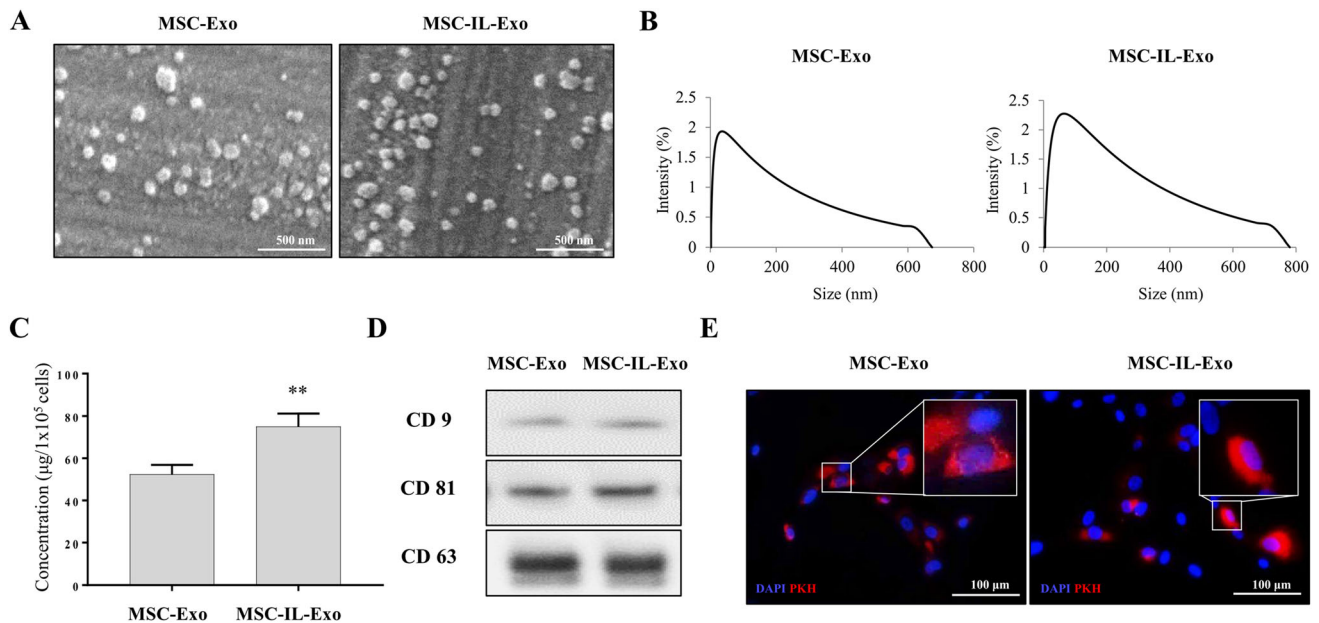 A
MSC-Exo
MSC-IL-Exo
500 nm
500 nm
B
MSC-Exo
MSC-IL-Exo
Intensity (%)
2.5
2
1.5
1
0.5
0
0 200 400 600 800
Size (nm)
Intensity (%)
2.5
2
1.5
1
0.5
0
0 200 400 600 800
Size (nm)
C
Concentration (µg/1x10⁵ cells)
100
80
60
40
20
0
**
MSC-Exo
MSC-IL-Exo
D
MSC-Exo MSC-IL-Exo
CD 9
CD 81
CD 63
E
MSC-Exo
MSC-IL-Exo
DAPI PKH
100 µm
DAPI PKH
100 µm